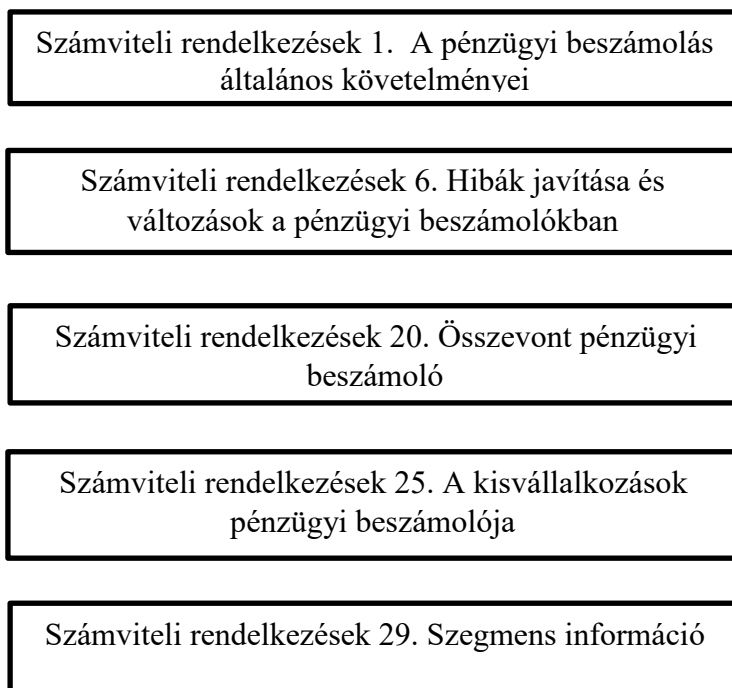 Számviteli rendelkezések 1. A pénzügyi beszámolás
általános követelményei
Számviteli rendelkezések 6. Hibák javítása és
változások a pénzügyi beszámolókban
Számviteli rendelkezések 20. Összevont pénzügyi
beszámoló
Számviteli rendelkezések 25. A kisvállalkozások
pénzügyi beszámolója
Számviteli rendelkezések 29. Szegmens információ